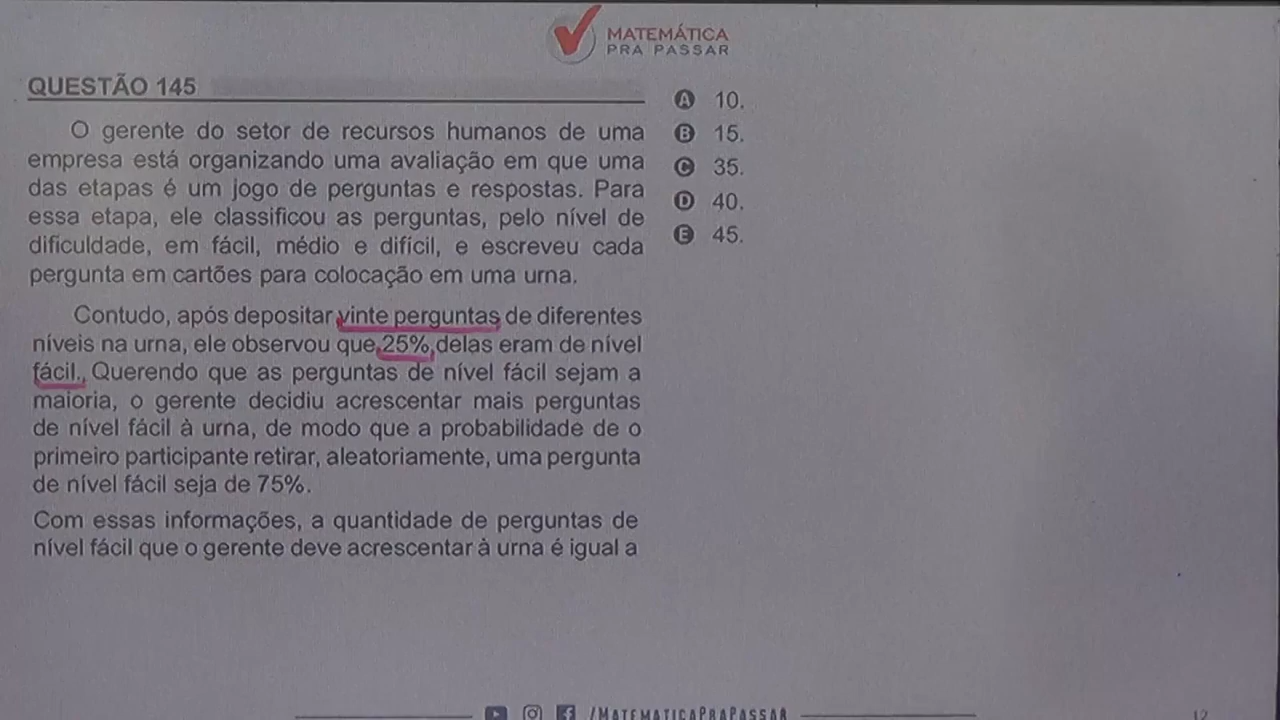 MATEMÁTICA
PRA PASSAR
QUESTÃO 145
O gerente do setor de recursos humanos de uma
empresa está organizando uma avaliação em que uma
das etapas é um jogo de perguntas e respostas. Para
essa etapa, ele classificou as perguntas, pelo nível de
dificuldade, em fácil, médio e difícil, e escreveu cada
pergunta em cartões para colocação em uma urna.
Contudo, após depositar vinte perguntas de diferentes
níveis na urna, ele observou que 25% delas eram de nível
fácil. Querendo que as perguntas de nível fácil sejam a
maioria, o gerente decidiu acrescentar mais perguntas
de nível fácil à urna, de modo que a probabilidade de o
primeiro participante retirar, aleatoriamente, uma pergunta
de nível fácil seja de 75%.
Com essas informações, a quantidade de perguntas de
nível fácil que o gerente deve acrescentar à urna é igual a
A 10.
B 15.
C 35.
D 40.
E 45.
/MATEMATICAPRAPASSAR